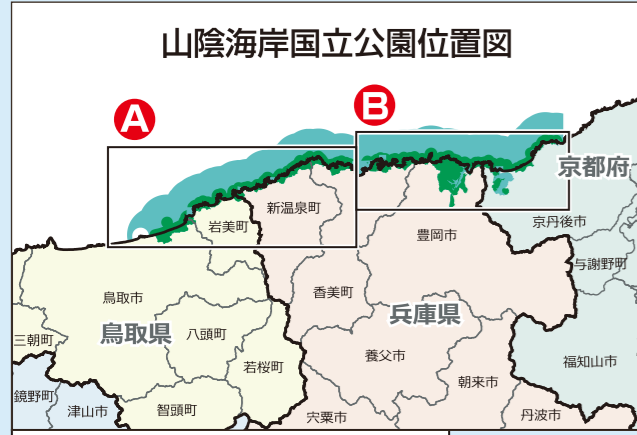 山陰海岸国立公園位置図
A
B
京都府
新温泉町
岩美町
豊岡市
京丹後市
与謝野町
香美町
鳥取市
兵庫県
鳥取県
八頭町
三朝町
養父市
福知山市
若桜町
朝来市
鏡野町
津山市
智頭町
宍粟市
丹波市